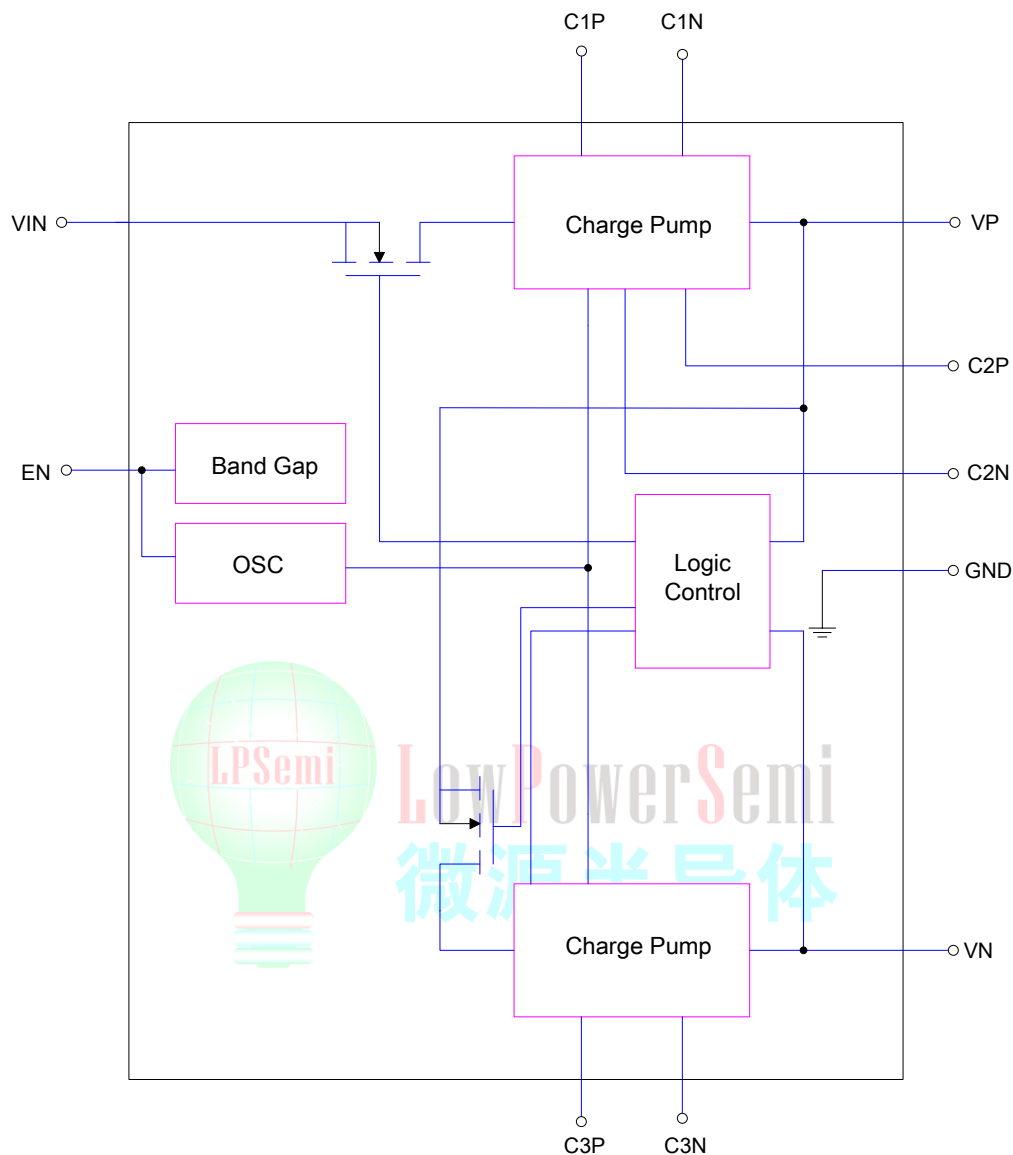 C1P
C1N
VIN
Charge Pump
VP
C2P
EN
Band Gap
C2N
OSC
Logic
Control
GND
LPSemi
LowPowerSemi
微源半导体
Charge Pump
VN
C3P
C3N